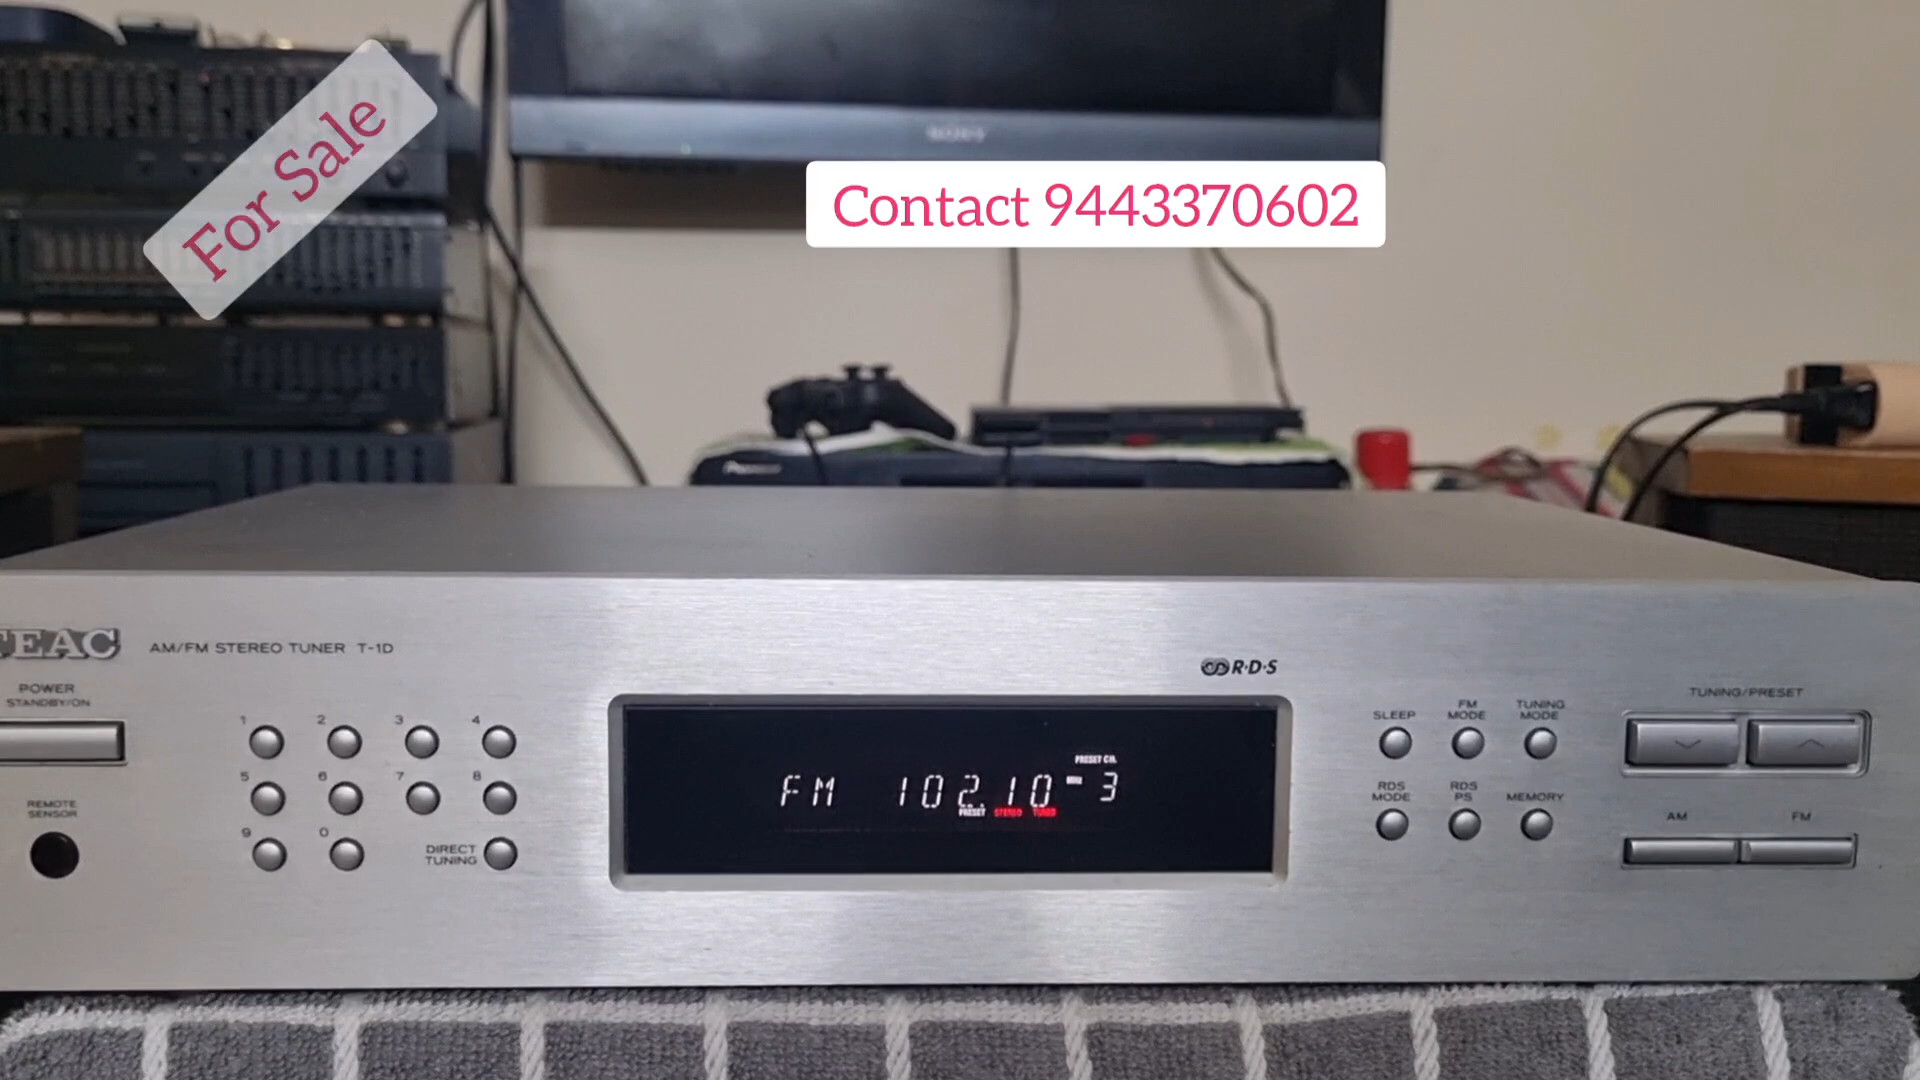 For Sale
SONY
Contact 9443370602
Pioneer
TEAC
AM/FM STEREO TUNER T-1D
R·D·S
POWER
STANDBY/ON
REMOTE
SENSOR
1 2 3 4
5 6 7 8
9 0
DIRECT
TUNING
PRESET CH.
FM 102.10 MHz 3
PRESET STEREO TUNED
SLEEP
FM
MODE
TUNING
MODE
RDS
MODE
RDS
PS
MEMORY
TUNING/PRESET
AM
FM